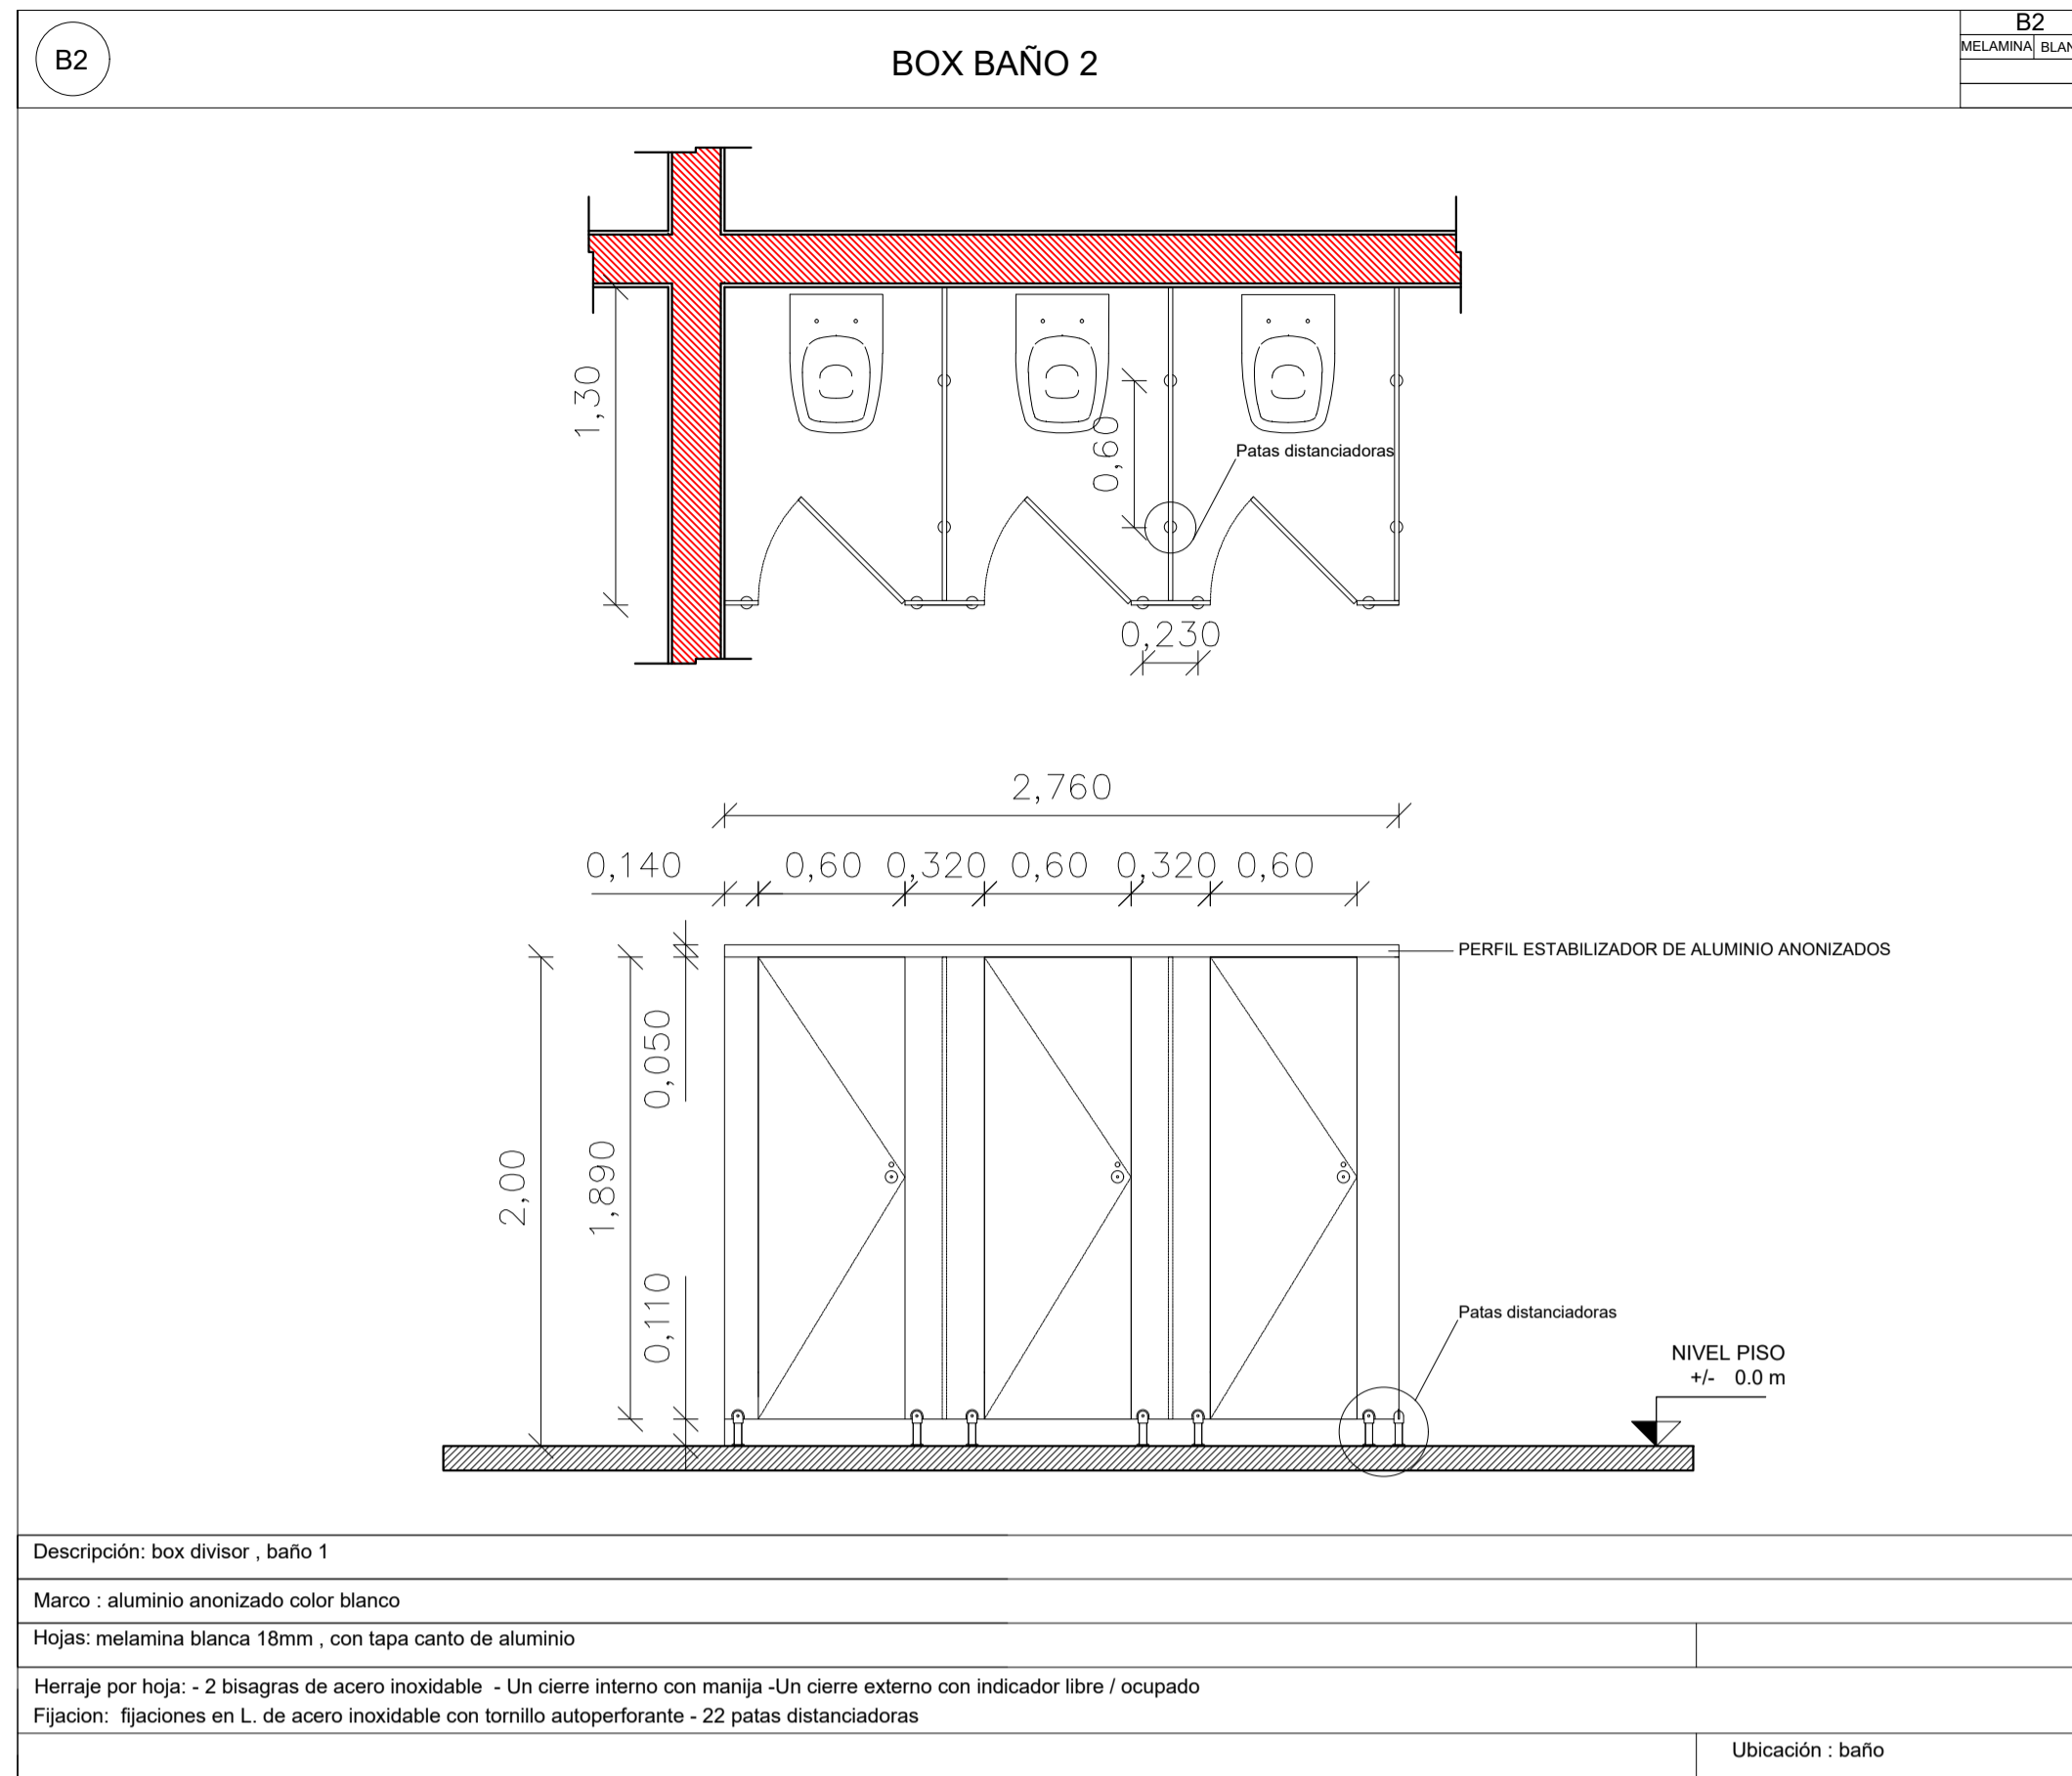 B2
BOX BAÑO 2
B2
MELAMINA
1,30
0,60
Patas distanciadoras
0,230
2,760
0,140 0,60 0,320 0,60 0,320 0,60
PERFIL ESTABILIZADOR DE ALUMINIO ANONIZADOS
0,050
2,00
1,890
0,110
Patas distanciadoras
NIVEL PISO
+/- 0.0 m
Descripción: box divisor , baño 1
Marco : aluminio anonizado color blanco
Hojas: melamina blanca 18mm , con tapa canto de aluminio
Herraje por hoja: - 2 bisagras de acero inoxidable - Un cierre interno con manija -Un cierre externo con indicador libre / ocupado
Fijacion: fijaciones en L. de acero inoxidable con tornillo autoperforante - 22 patas distanciadoras
Ubicación : baño